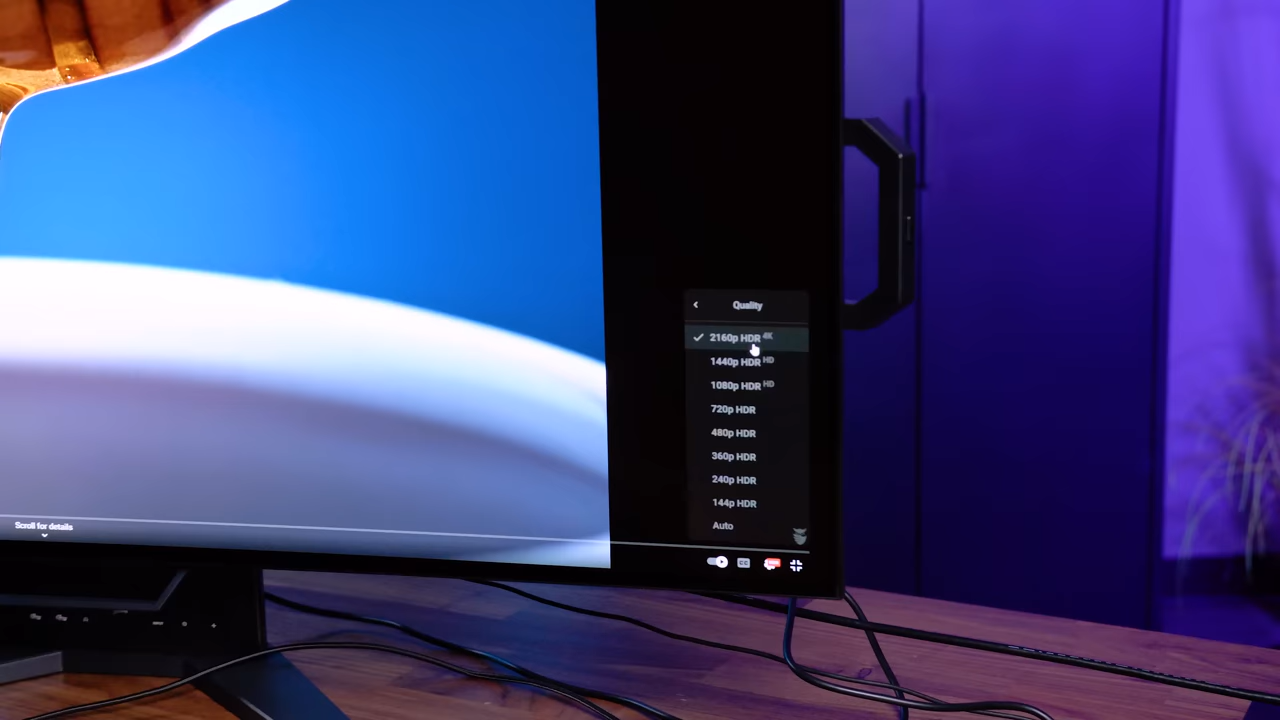 Quality
2160p HDR 4K
1440p HDR HD
1080p HDR HD
720p HDR
480p HDR
360p HDR
240p HDR
144p HDR
Auto
Scroll for details
CC